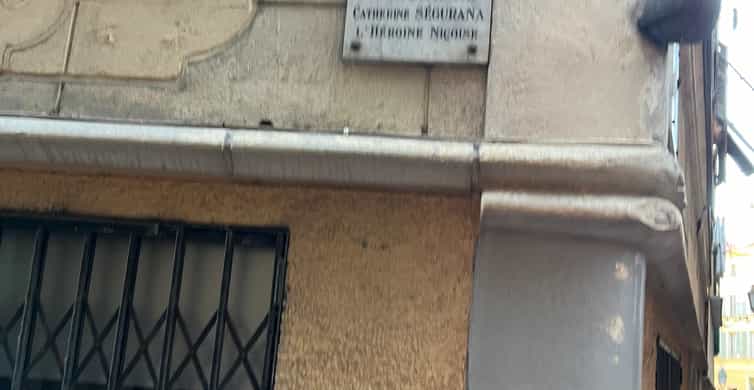 CATHERINE SÉGURANA
L'HÉROÏNE NIÇOISE